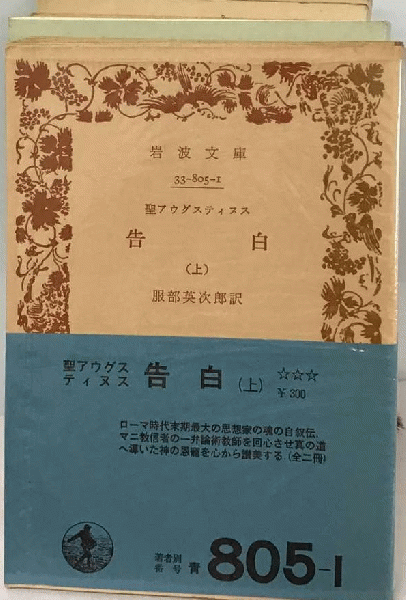 岩波文庫
33-805-1
聖アウグスティヌス
告白
(上)
服部英次郎訳
聖アウグス
ティヌス
告白(上)
☆☆☆
¥300
ローマ時代末期最大の思想家の魂の自叙伝.
マニ教信者の一弁論術教師を回心させ真の道
へ導いた神の恩寵を心から讃美する(全二冊)
著者別
番号
青 805-1